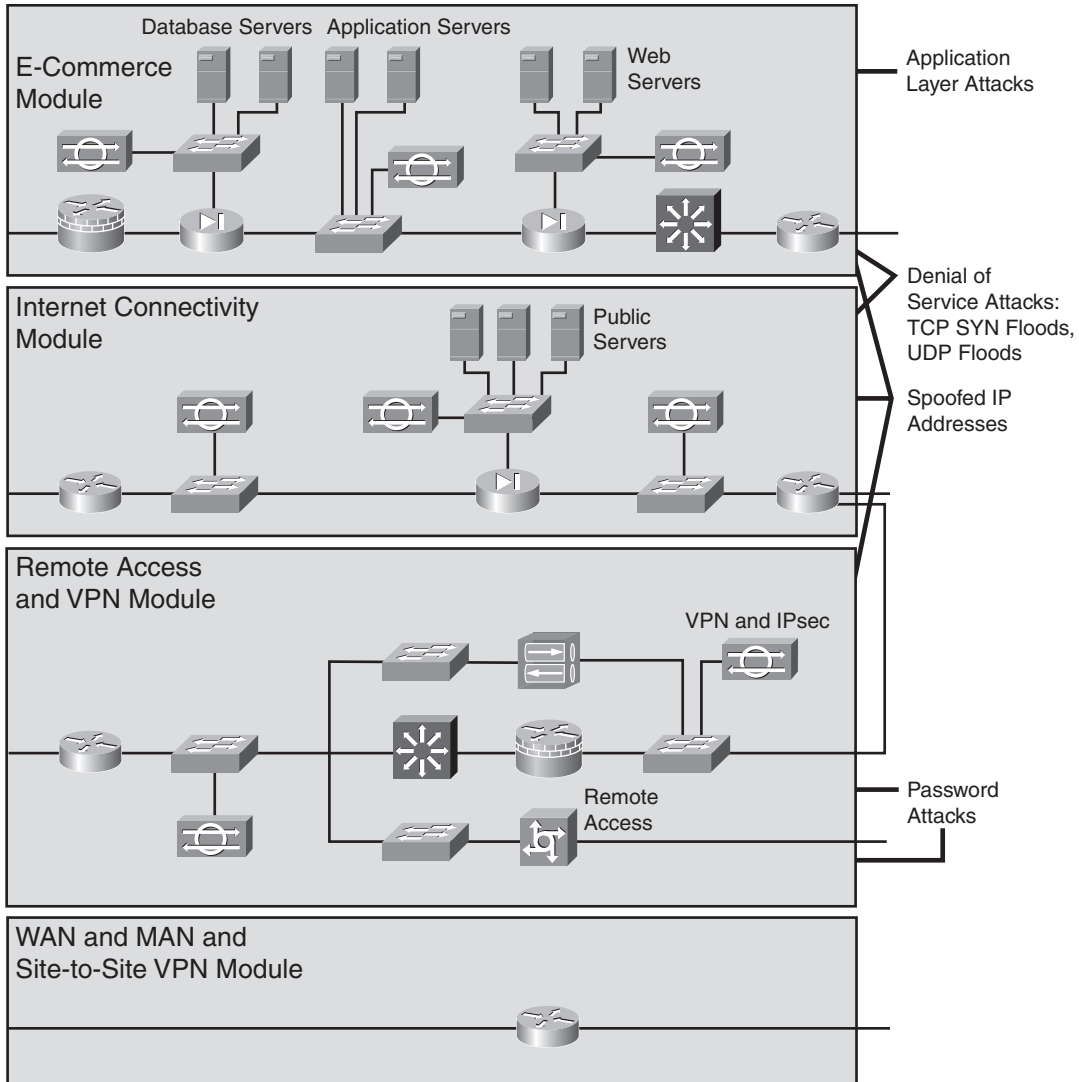 Database Servers
Application Servers
E-Commerce
Module
Web
Servers
Application
Layer Attacks
Internet Connectivity
Module
Public
Servers
Denial of
Service Attacks:
TCP SYN Floods,
UDP Floods
Spoofed IP
Addresses
Remote Access
and VPN Module
VPN and IPsec
Remote
Access
Password
Attacks
WAN and MAN and
Site-to-Site VPN Module